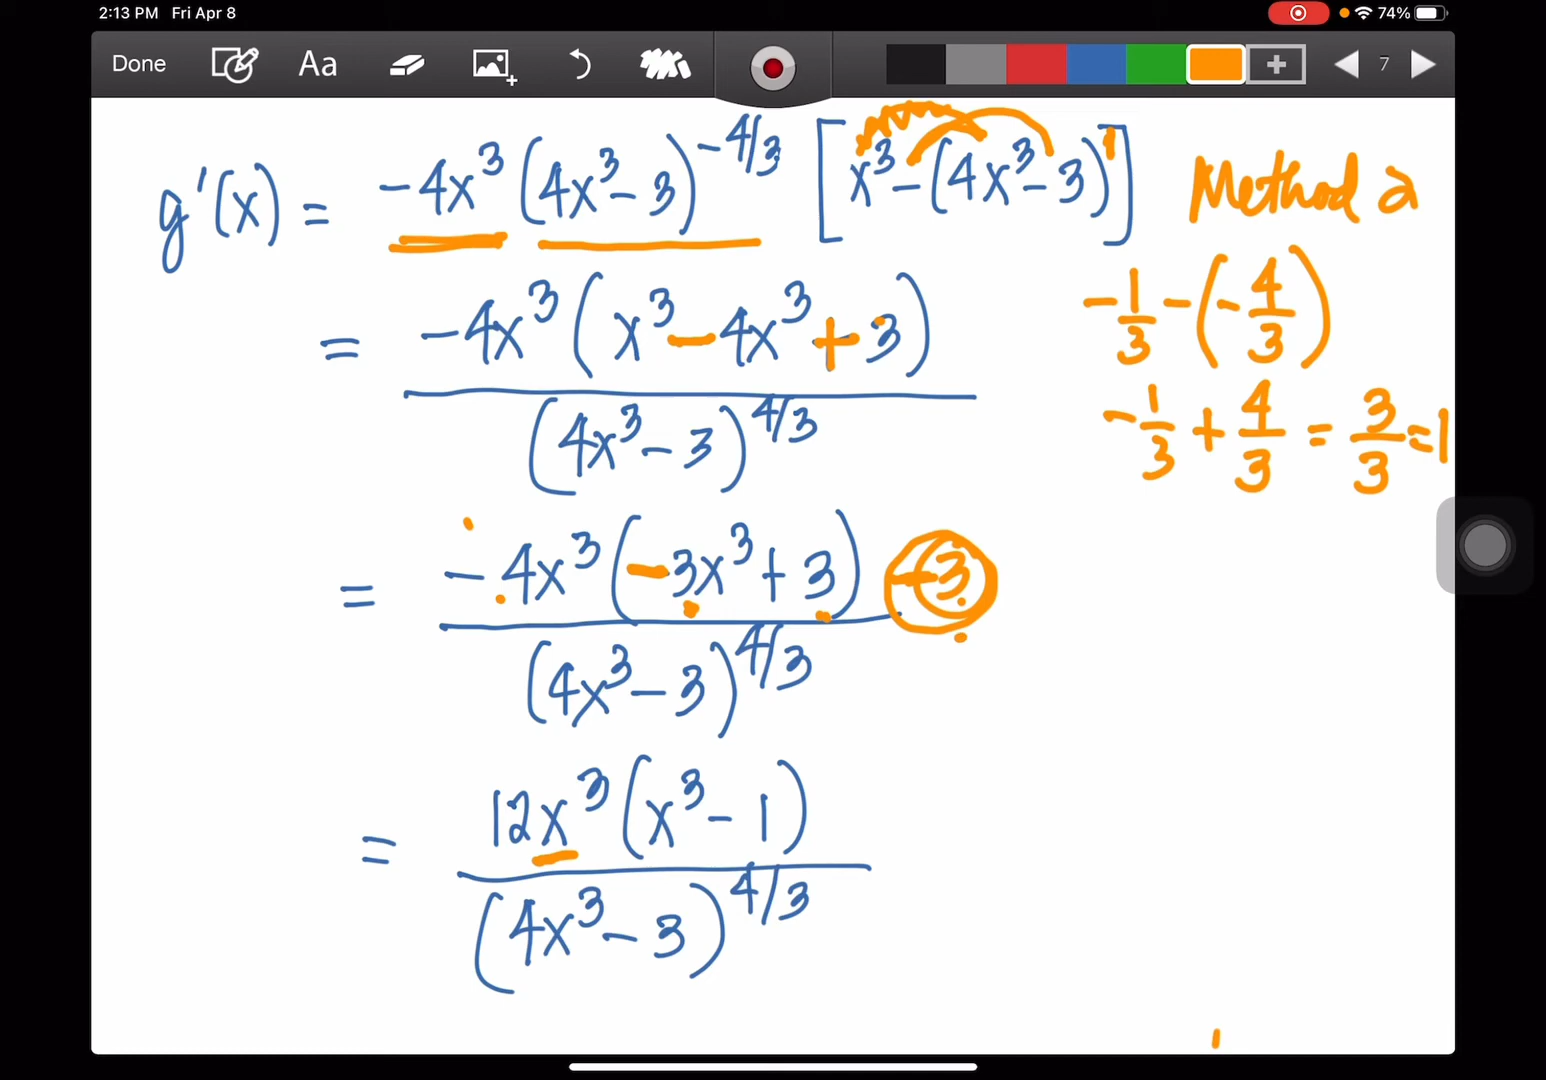 2:13 PM Fri Apr 8 74%
Done Aa 7
g'(x) = -4x³(4x³-3)^{-4/3} [x³-(4x³-3)^1] Method 2
-1/3 - (-4/3)
= -4x³(x³-4x³+3) / (4x³-3)^{4/3}
-1/3 + 4/3 = 3/3 = 1
= -4x³(-3x³+3) / (4x³-3)^{4/3} -3
= 12x³(x³-1) / (4x³-3)^{4/3}